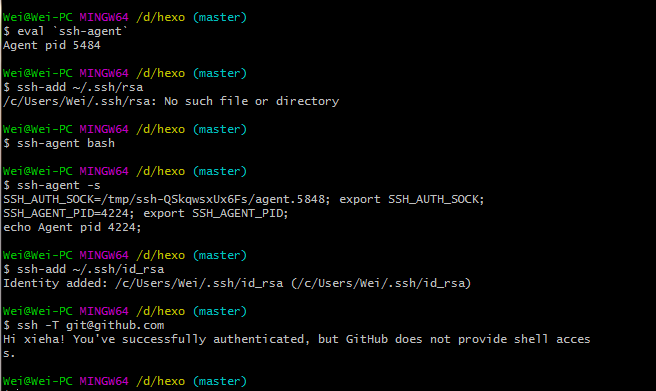 Wei@Wei-PC MINGW64 /d/hexo (master)
$ eval `ssh-agent`
Agent pid 5484
Wei@Wei-PC MINGW64 /d/hexo (master)
$ ssh-add ~/.ssh/rsa
/c/Users/Wei/.ssh/rsa: No such file or directory
Wei@Wei-PC MINGW64 /d/hexo (master)
$ ssh-agent bash
Wei@Wei-PC MINGW64 /d/hexo (master)
$ ssh-agent -s
SSH_AUTH_SOCK=/tmp/ssh-QSkqwsxUx6Fs/agent.5848; export SSH_AUTH_SOCK;
SSH_AGENT_PID=4224; export SSH_AGENT_PID;
echo Agent pid 4224;
Wei@Wei-PC MINGW64 /d/hexo (master)
$ ssh-add ~/.ssh/id_rsa
Identity added: /c/Users/Wei/.ssh/id_rsa (/c/Users/Wei/.ssh/id_rsa)
Wei@Wei-PC MINGW64 /d/hexo (master)
$ ssh -T git@github.com
Hi xieha! You've successfully authenticated, but GitHub does not provide shell acces
s.
Wei@Wei-PC MINGW64 /d/hexo (master)